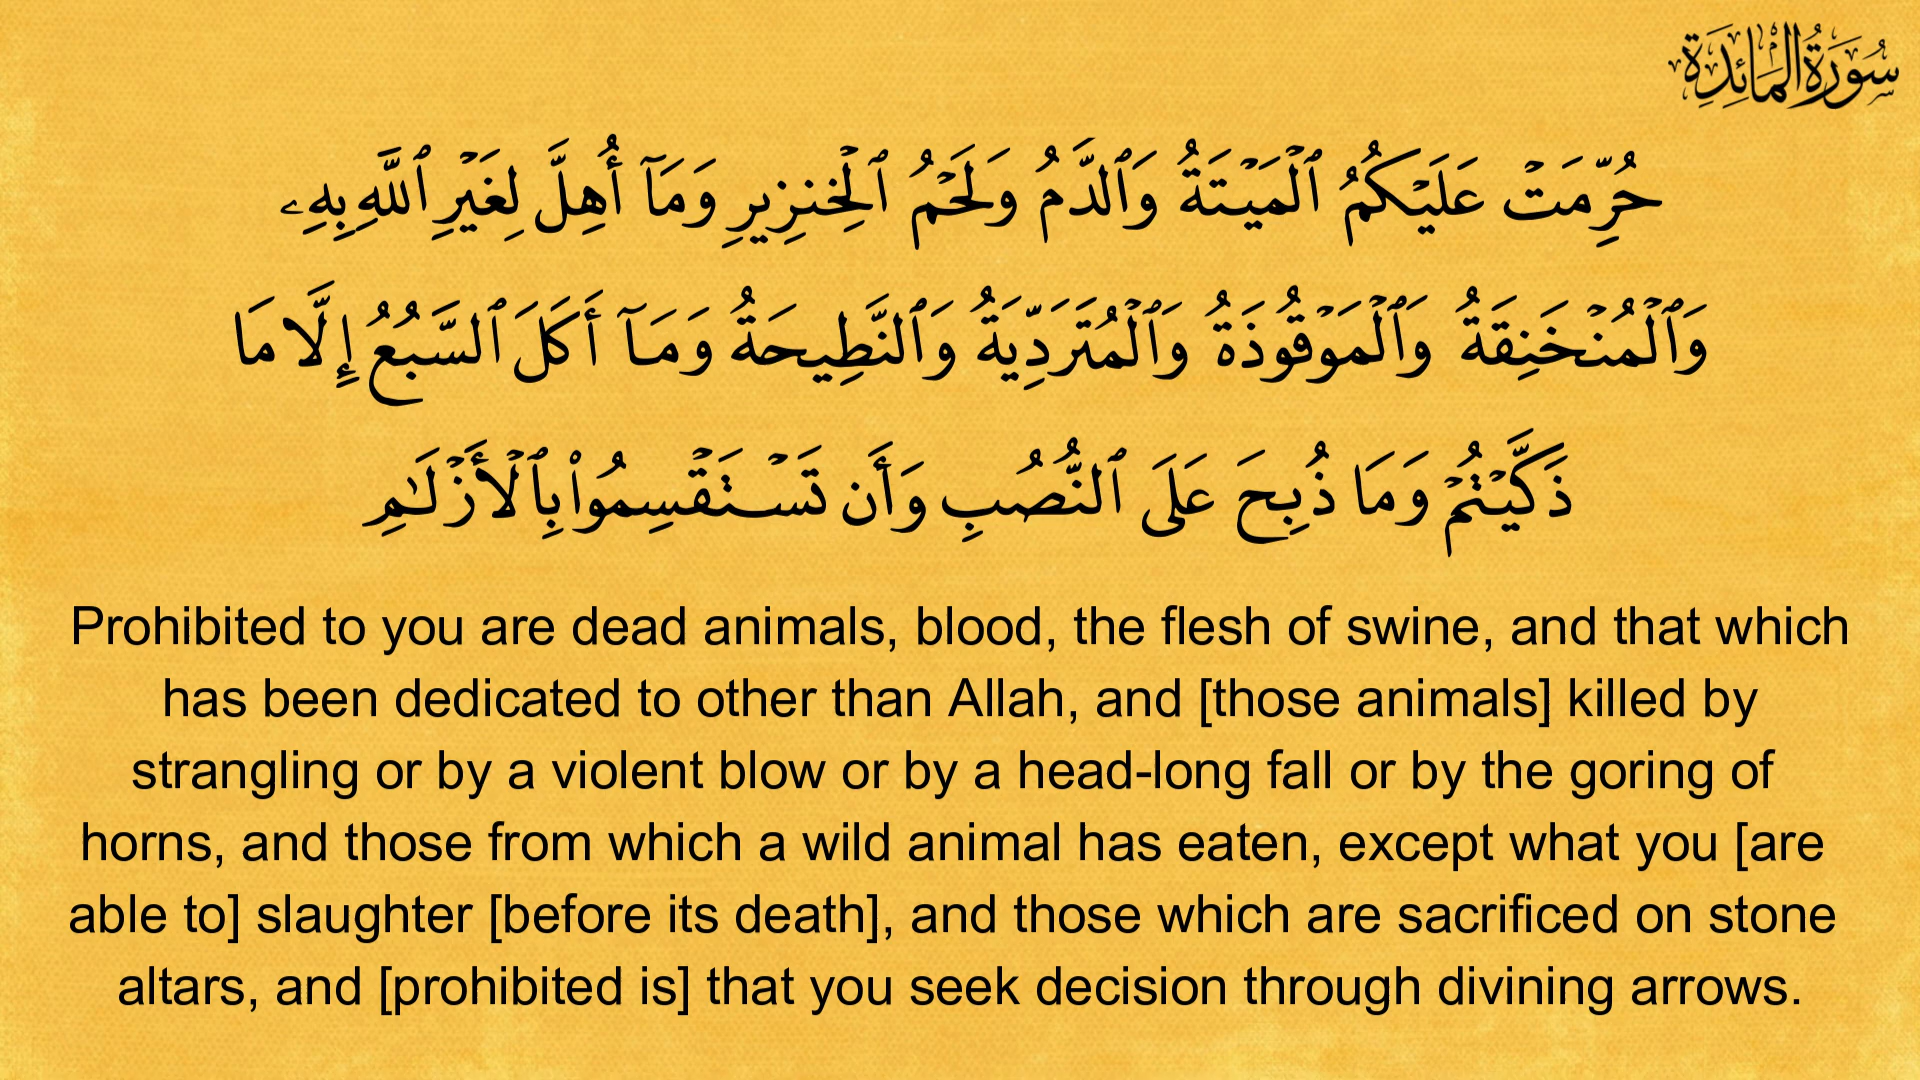 سُورَةُ الْمَائِدَةِ
حُرِّمَتۡ عَلَيۡكُمُ ٱلۡمَيۡتَةُ وَٱلدَّمُ وَلَحۡمُ ٱلۡخِنزِيرِ وَمَآ أُهِلَّ لِغَيۡرِ ٱللَّهِ بِهِۦ
وَٱلۡمُنۡخَنِقَةُ وَٱلۡمَوۡقُوذَةُ وَٱلۡمُتَرَدِّيَةُ وَٱلنَّطِيحَةُ وَمَآ أَكَلَ ٱلسَّبُعُ إِلَّا مَا
ذَكَّيۡتُمۡ وَمَا ذُبِحَ عَلَى ٱلنُّصُبِ وَأَن تَسۡتَقۡسِمُواْ بِٱلۡأَزۡلَٰمِ
Prohibited to you are dead animals, blood, the flesh of swine, and that which
has been dedicated to other than Allah, and [those animals] killed by
strangling or by a violent blow or by a head-long fall or by the goring of
horns, and those from which a wild animal has eaten, except what you [are
able to] slaughter [before its death], and those which are sacrificed on stone
altars, and [prohibited is] that you seek decision through divining arrows.